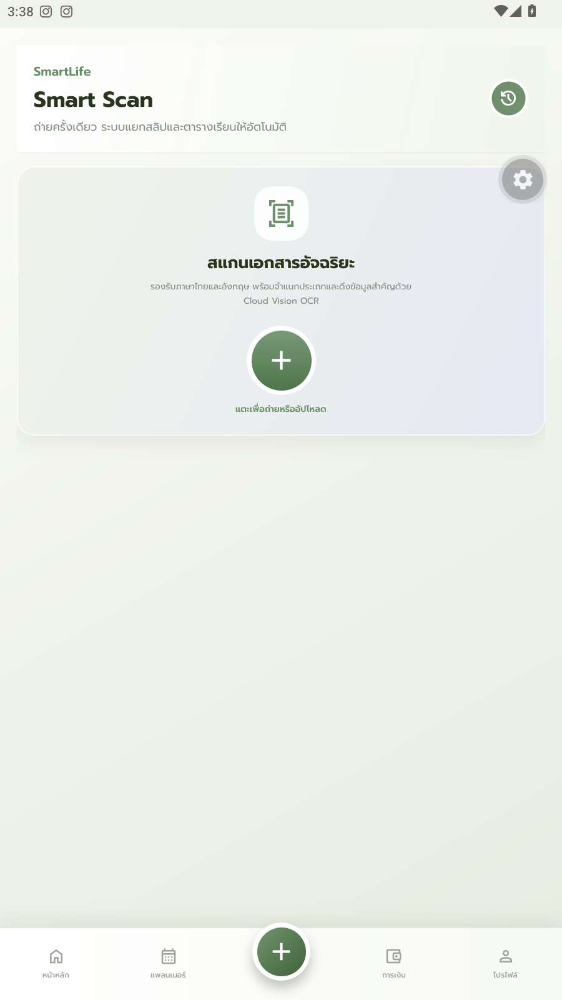 3:38
SmartLife
Smart Scan
ถ่ายครั้งเดียว ระบบแยกสลิปและตารางเรียนให้อัตโนมัติ
สแกนเอกสารอัจฉริยะ
รองรับภาษาไทยและอังกฤษ พร้อมจำแนกประเภทและดึงข้อมูลสำคัญด้วย
Cloud Vision OCR
แตะเพื่อถ่ายหรืออัปโหลด
หน้าหลัก
แพลนเนอร์
การเงิน
โปรไฟล์